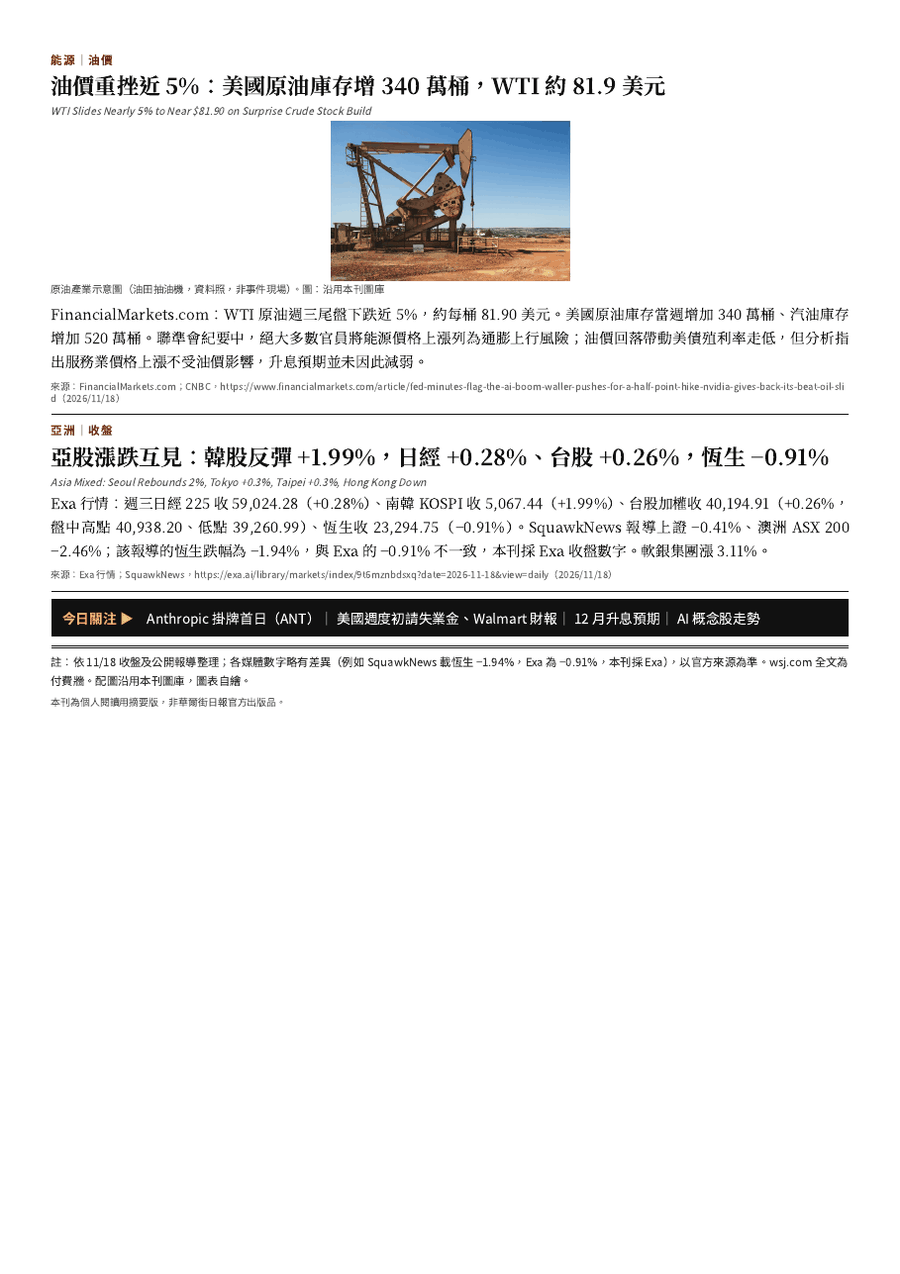 能源｜油價
油價重挫近 5%：美國原油庫存增 340 萬桶，WTI 約 81.9 美元
WTI Slides Nearly 5% to Near $81.90 on Surprise Crude Stock Build
原油產業示意圖（油田抽油機，資料照，非事件現場）。圖：沿用本刊圖庫
FinancialMarkets.com：WTI 原油週三尾盤下跌近 5%，約每桶 81.90 美元。美國原油庫存當週增加 340 萬桶、汽油庫存
增加 520 萬桶。聯準會紀要中，絕大多數官員將能源價格上漲列為通膨上行風險；油價回落帶動美債殖利率走低，但分析指
出服務業價格上漲不受油價影響，升息預期並未因此減弱。
來源：FinancialMarkets.com；CNBC，https://www.financialmarkets.com/article/fed-minutes-flag-the-ai-boom-waller-pushes-for-a-half-point-hike-nvidia-gives-back-its-beat-oil-sli
d（2026/11/18）
亞洲｜收盤
亞股漲跌互見：韓股反彈 +1.99%，日經 +0.28%、台股 +0.26%，恆生 −0.91%
Asia Mixed: Seoul Rebounds 2%, Tokyo +0.3%, Taipei +0.3%, Hong Kong Down
Exa 行情：週三日經 225 收 59,024.28（+0.28%）、南韓 KOSPI 收 5,067.44（+1.99%）、台股加權收 40,194.91（+0.26%，
盤中高點 40,938.20、低點 39,260.99）、恆生收 23,294.75（−0.91%）。SquawkNews 報導上證 −0.41%、澳洲 ASX 200
−2.46%；該報導的恆生跌幅為 −1.94%，與 Exa 的 −0.91% 不一致，本刊採 Exa 收盤數字。軟銀集團漲 3.11%。
來源：Exa 行情；SquawkNews，https://exa.ai/library/markets/index/9t6mznbdsxq?date=2026-11-18&view=daily（2026/11/18）
今日關注 ▶ Anthropic 掛牌首日（ANT）｜ 美國週度初請失業金、Walmart 財報｜ 12 月升息預期｜ AI 概念股走勢
註：依 11/18 收盤及公開報導整理；各媒體數字略有差異（例如 SquawkNews 載恆生 −1.94%，Exa 為 −0.91%，本刊採 Exa），以官方來源為準。wsj.com 全文為
付費牆。配圖沿用本刊圖庫，圖表自繪。
本刊為個人閱讀用摘要版，非華爾街日報官方出版品。